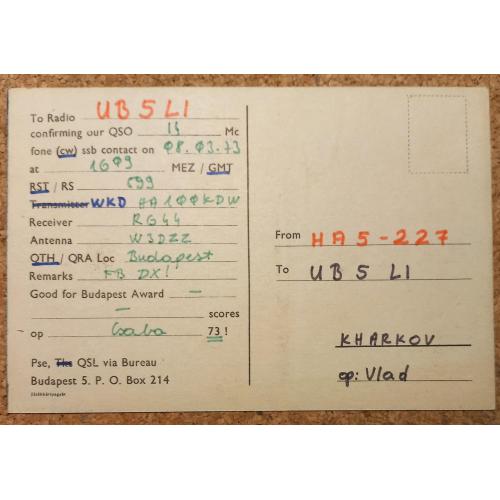 To Radio UB5LI
confirming our QSO 14 Mc
fone (cw) ssb contact on 08.03.73
at 1609 MEZ / GMT
RST / RS 599
Transmitter WKD HA100KDW
Receiver RG44
Antenna W3DZZ
QTH / QRA Loc Budapest
Remarks FB DX!
Good for Budapest Award —
— scores
op Csaba 73!
Pse, Tks QSL via Bureau
Budapest 5. P. O. Box 214
From HA5-227
To UB5LI
KHARKOV
op: Vlad